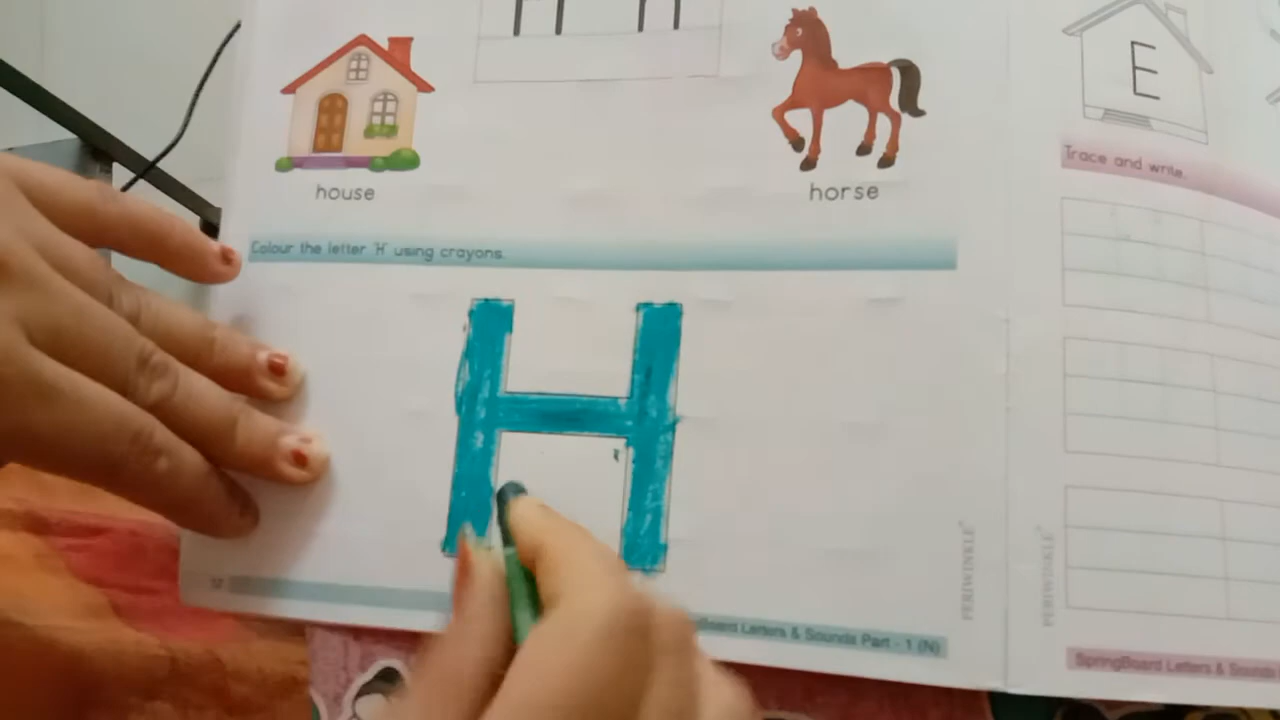 H h
house
horse
Colour the letter 'H' using crayons.
H
PERIWINKLE
Board Letters & Sounds Part - 1 (N)
E
Trace and write.
PERIWINKLE
SpringBoard Letters & Sounds